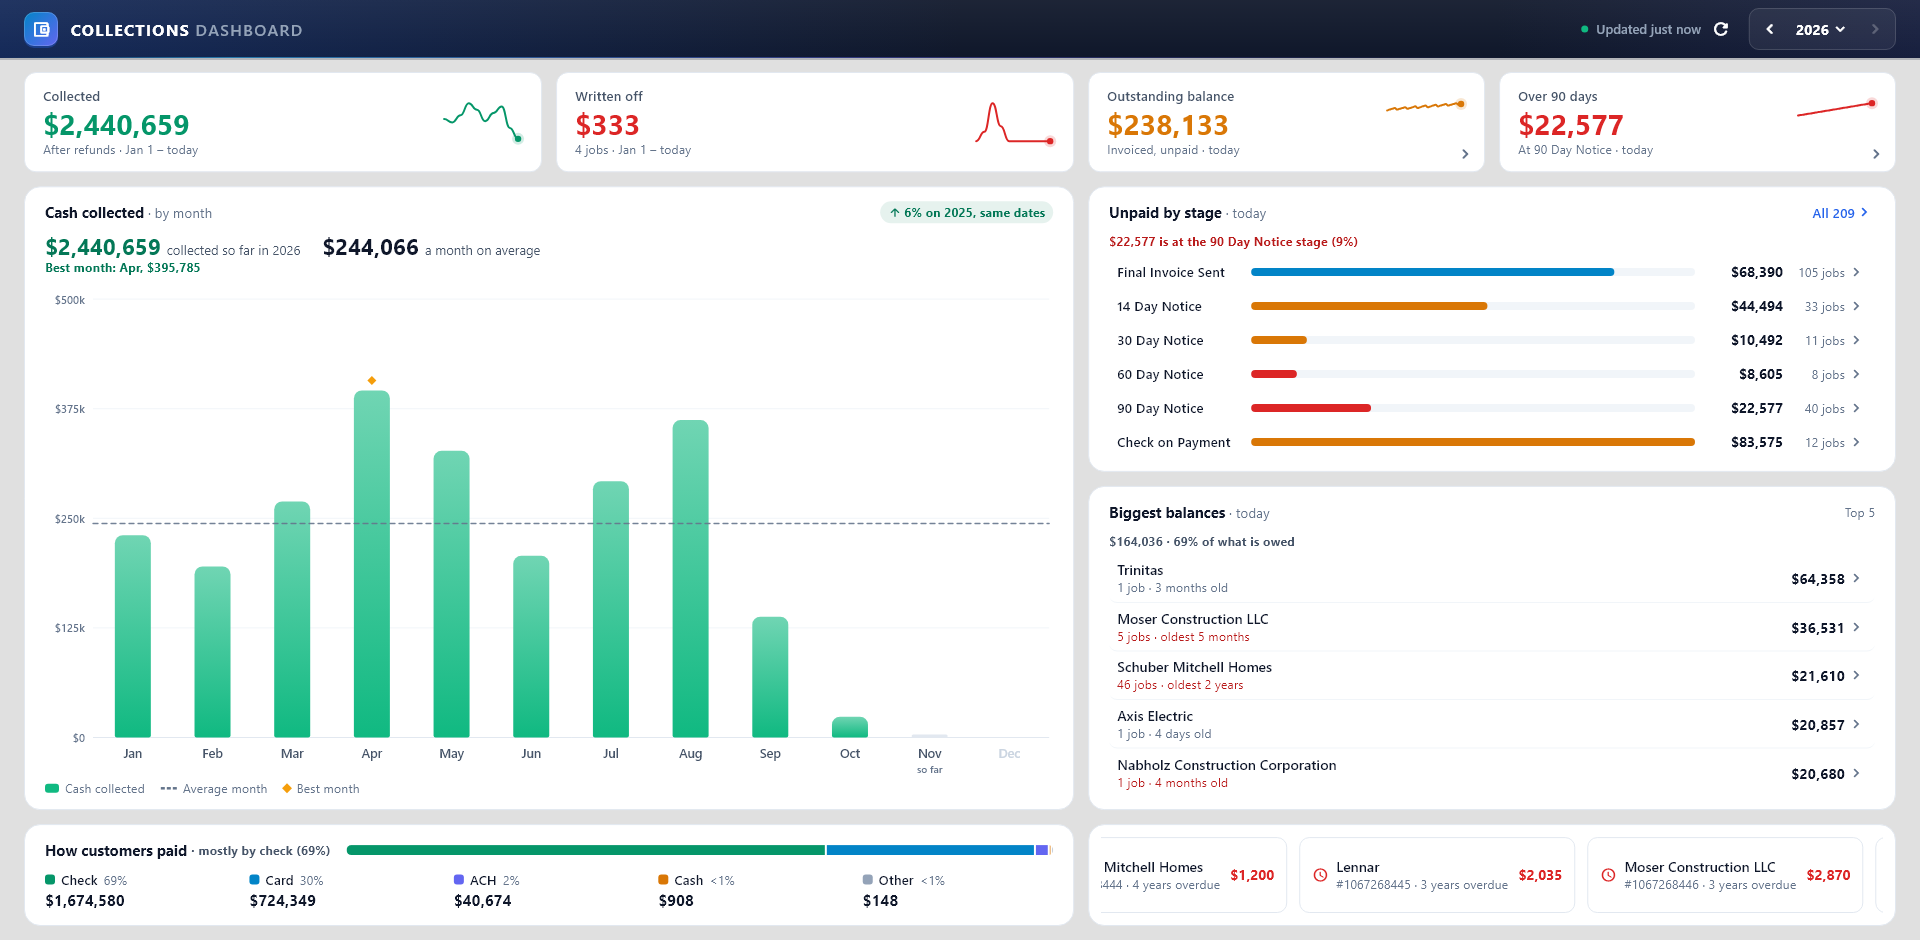 COLLECTIONS DASHBOARD
Updated just now
2026
Collected
$2,440,659
After refunds · Jan 1 – today
Written off
$333
4 jobs · Jan 1 – today
Outstanding balance
$238,133
Invoiced, unpaid · today
Over 90 days
$22,577
At 90 Day Notice · today
Cash collected · by month
↑ 6% on 2025, same dates
$2,440,659 collected so far in 2026 $244,066 a month on average
Best month: Apr, $395,785
$500k
$375k
$250k
$125k
$0
Jan Feb Mar Apr May Jun Jul Aug Sep Oct Nov Dec
so far
Cash collected Average month Best month
Unpaid by stage · today
All 209
$22,577 is at the 90 Day Notice stage (9%)
Final Invoice Sent $68,390 105 jobs
14 Day Notice $44,494 33 jobs
30 Day Notice $10,492 11 jobs
60 Day Notice $8,605 8 jobs
90 Day Notice $22,577 40 jobs
Check on Payment $83,575 12 jobs
Biggest balances · today
Top 5
$164,036 · 69% of what is owed
Trinitas
1 job · 3 months old
$64,358
Moser Construction LLC
5 jobs · oldest 5 months
$36,531
Schuber Mitchell Homes
46 jobs · oldest 2 years
$21,610
Axis Electric
1 job · 4 days old
$20,857
Nabholz Construction Corporation
1 job · 4 months old
$20,680
How customers paid · mostly by check (69%)
Check 69%
$1,674,580
Card 30%
$724,349
ACH 2%
$40,674
Cash <1%
$908
Other <1%
$148
Mitchell Homes
444 · 4 years overdue
$1,200
Lennar
#1067268445 · 3 years overdue
$2,035
Moser Construction LLC
#1067268446 · 3 years overdue
$2,870